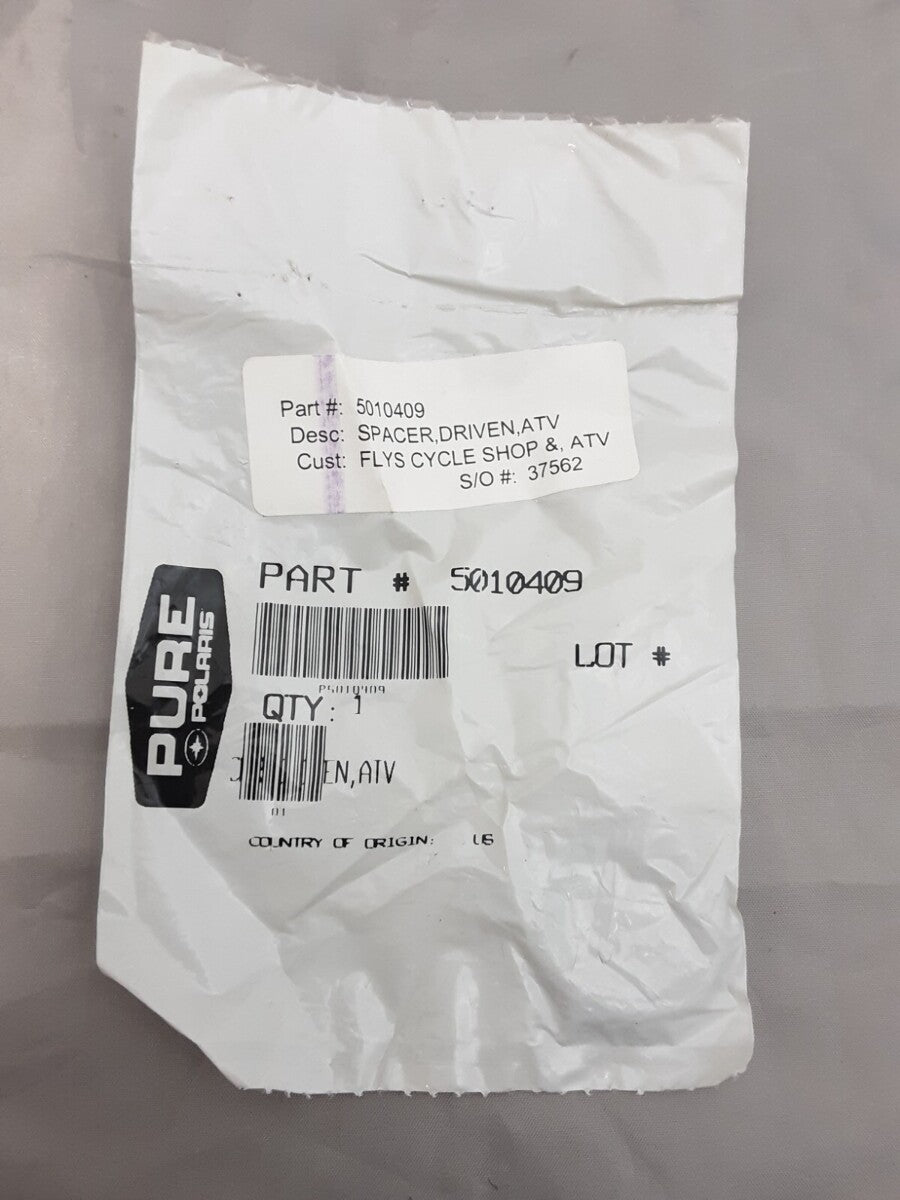 Part #: 5010409
Desc: SPACER,DRIVEN,ATV
Cust: FLYS CYCLE SHOP &, ATV
S/O #: 37562
PART # 5010409
LOT #
P5010409
QTY: 1
EN,ATV
01
COUNTRY OF ORIGIN: US
PURE
POLARIS